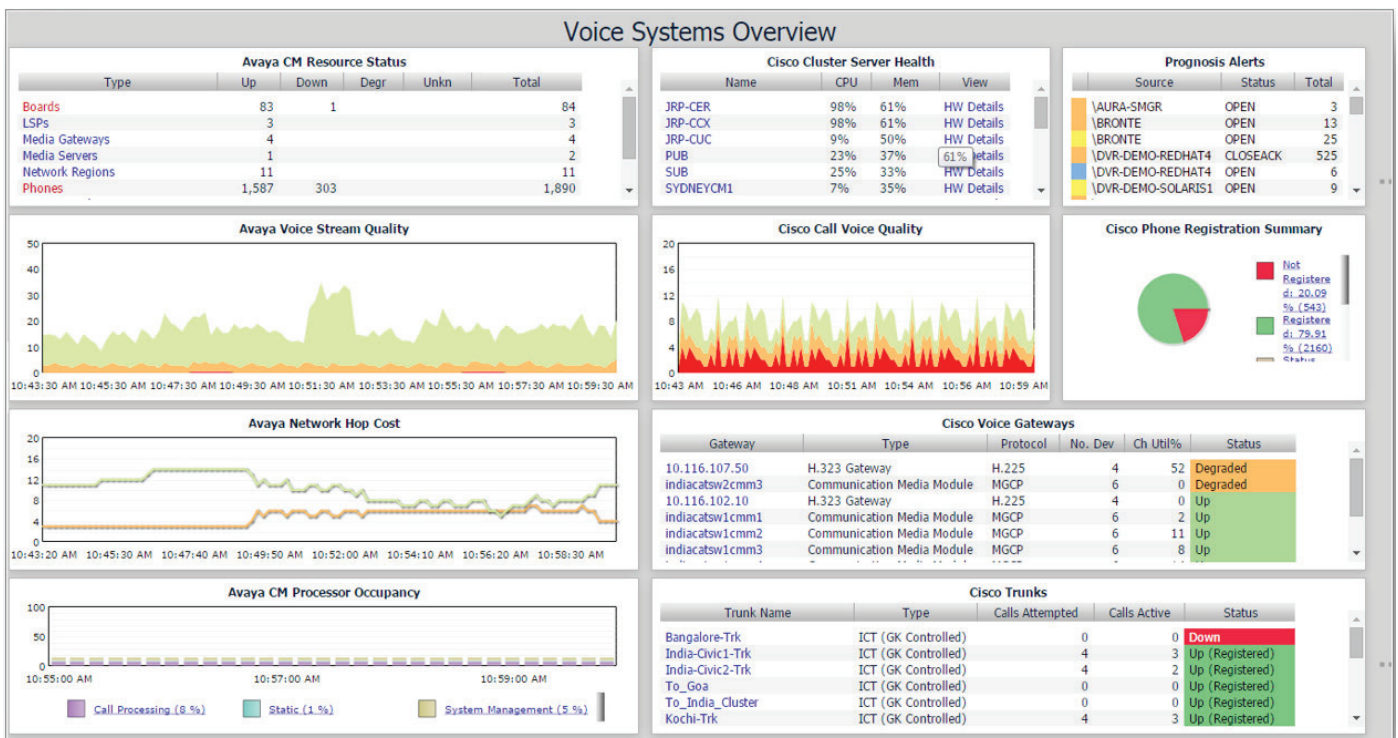 Voice Systems Overview
Avaya CM Resource Status
Type Up Down Degr Unkn Total
Boards 83 1 84
LSPs 3 3
Media Gateways 4 4
Media Servers 1 2
Network Regions 11 11
Phones 1,587 303 1,890
Cisco Cluster Server Health
Name CPU Mem View
JRP-CER 98% 61% HW Details
JRP-CCX 98% 61% HW Details
JRP-CUC 9% 50% HW Details
PUB 23% 37% 61% etails
SUB 25% 33% HW Details
SYDNEYCM1 7% 35% HW Details
Prognosis Alerts
Source Status Total
\AURA-SMGR OPEN 3
\BRONTE OPEN 13
\BRONTE OPEN 25
\DVR-DEMO-REDHAT4 CLOSEACK 525
\DVR-DEMO-REDHAT4 OPEN 6
\DVR-DEMO-SOLARIS1 OPEN 9
Avaya Voice Stream Quality
50
40
30
20
10
0
10:43:30 AM 10:45:30 AM 10:47:30 AM 10:49:30 AM 10:51:30 AM 10:53:30 AM 10:55:30 AM 10:57:30 AM 10:59:30 AM
Cisco Call Voice Quality
20
16
12
8
4
0
10:43 AM 10:46 AM 10:48 AM 10:51 AM 10:54 AM 10:56 AM 10:59 AM
Cisco Phone Registration Summary
Not
Registere
d: 20.09
% (543)
Registere
d: 79.91
% (2160)
Status
Avaya Network Hop Cost
20
16
12
8
4
0
10:43:20 AM 10:45:30 AM 10:47:40 AM 10:49:50 AM 10:52:00 AM 10:54:10 AM 10:56:20 AM 10:58:30 AM
Cisco Voice Gateways
Gateway Type Protocol No. Dev Ch Util% Status
10.116.107.50 H.323 Gateway H.225 4 52 Degraded
indiacatsw2cmm3 Communication Media Module MGCP 6 0 Degraded
10.116.102.10 H.323 Gateway H.225 4 0 Up
indiacatsw1cmm1 Communication Media Module MGCP 6 2 Up
indiacatsw1cmm2 Communication Media Module MGCP 6 11 Up
indiacatsw1cmm3 Communication Media Module MGCP 6 8 Up
Avaya CM Processor Occupancy
100
50
0
10:55:00 AM 10:57:00 AM 10:59:00 AM
Call Processing (8 %) Static (1 %) System Management (5 %)
Cisco Trunks
Trunk Name Type Calls Attempted Calls Active Status
Bangalore-Trk ICT (GK Controlled) 0 0 Down
India-Civic1-Trk ICT (GK Controlled) 4 3 Up (Registered)
India-Civic2-Trk ICT (GK Controlled) 4 2 Up (Registered)
To_Goa ICT (GK Controlled) 0 0 Up (Registered)
To_India_Cluster ICT (GK Controlled) 0 0 Up (Registered)
Kochi-Trk ICT (GK Controlled) 4 3 Up (Registered)